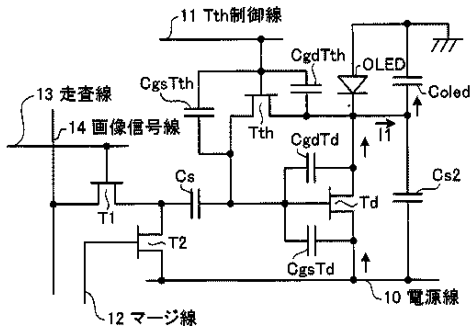 11 Tth制御線
CgdTth
OLED
CgsTth
Coled
13 走査線
14 画像信号線
Tth
I1
CgdTd
Cs
Cs2
T1
Td
T2
CgsTd
10 電源線
12 マージ線